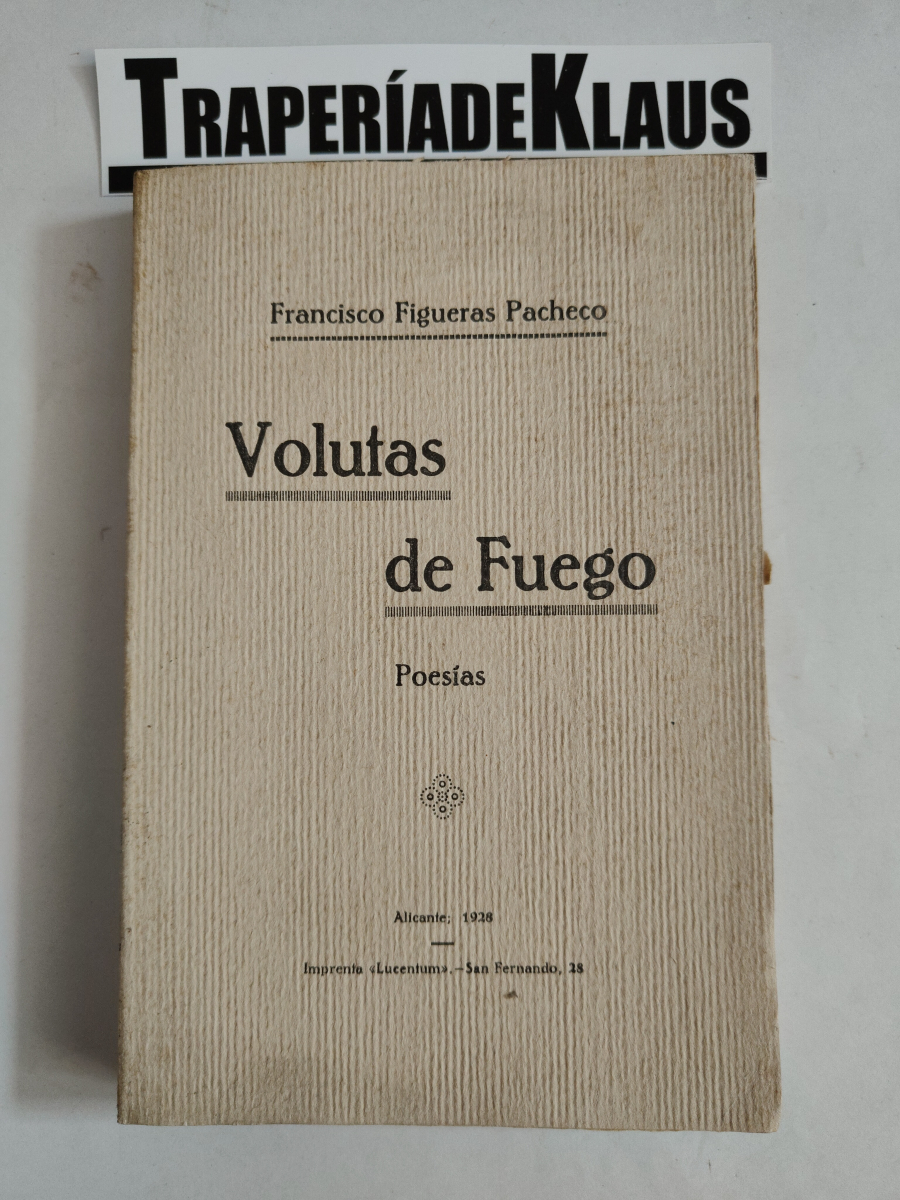 TRAPERÍADEKLAUS
Francisco Figueras Pacheco
Volutas
de Fuego
Poesías
Alicante; 1928
Imprenta «Lucentum».-San Fernando, 28